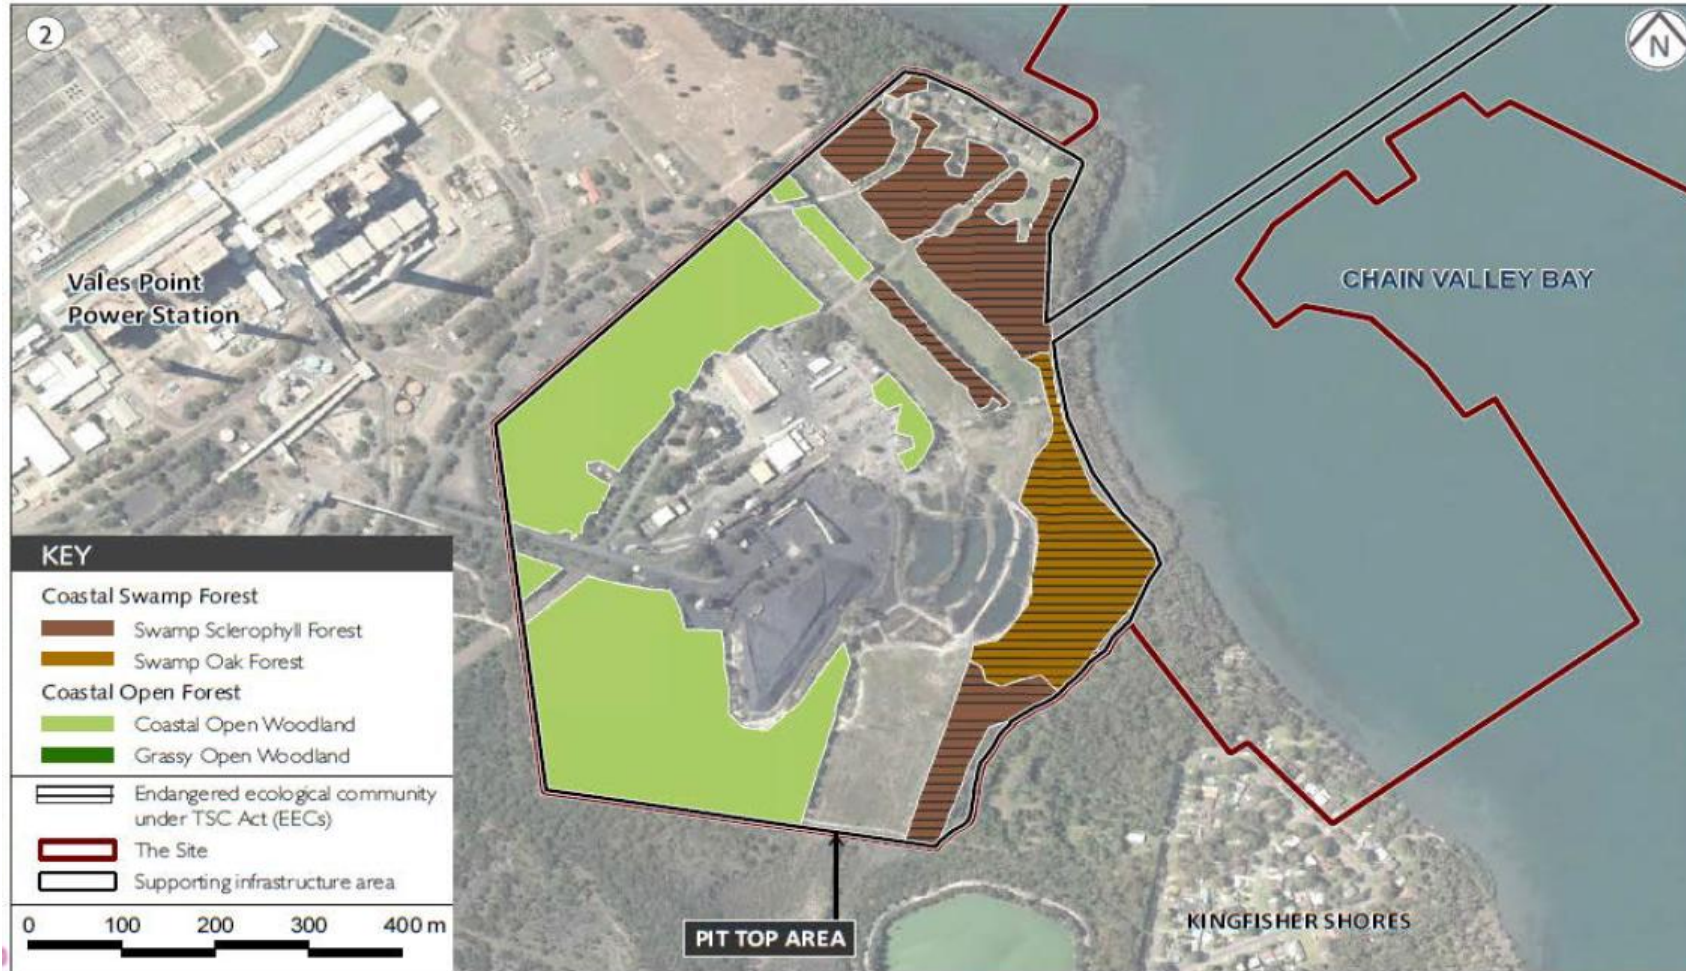 2
N
Vales Point
Power Station
CHAIN VALLEY BAY
KEY
Coastal Swamp Forest
Swamp Sclerophyll Forest
Swamp Oak Forest
Coastal Open Forest
Coastal Open Woodland
Grassy Open Woodland
Endangered ecological community
under TSC Act (EECs)
The Site
Supporting infrastructure area
0 100 200 300 400 m
PIT TOP AREA
KINGFISHER SHORES